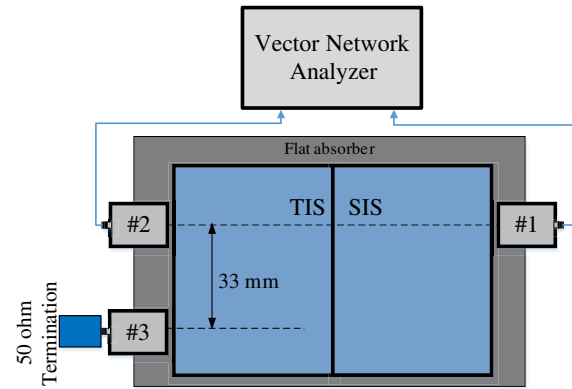 Vector Network
Analyzer
Flat absorber
TIS SIS
#2
#1
33 mm
#3
50 ohm
Termination